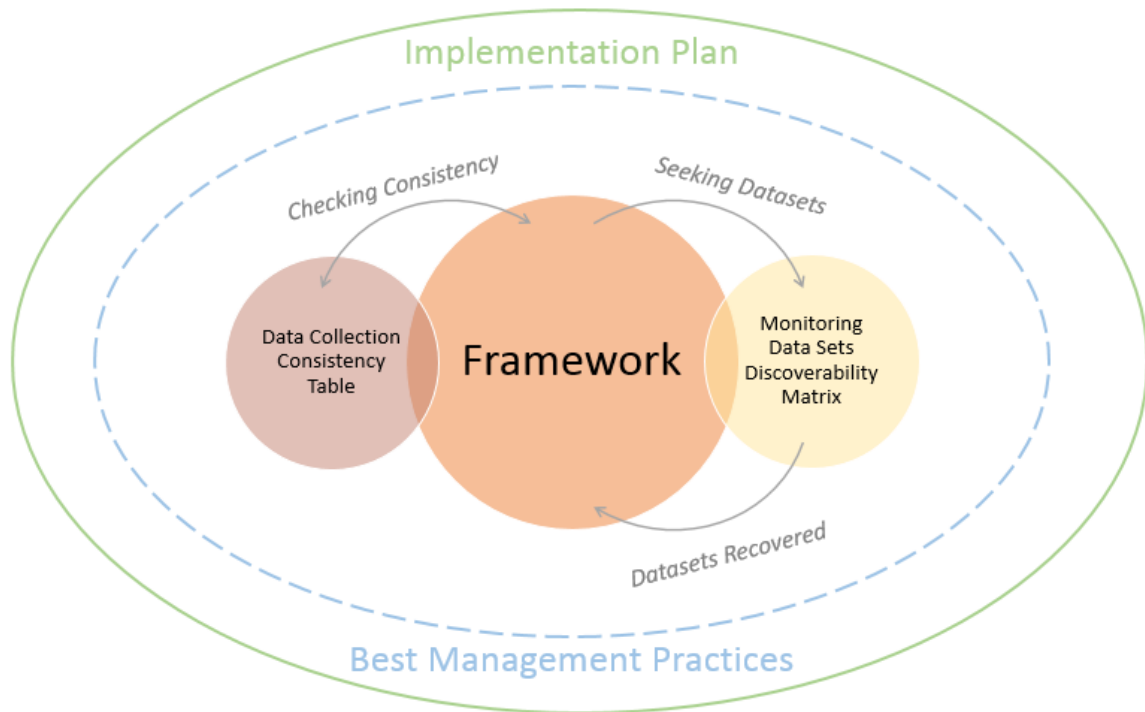 Implementation Plan
Checking Consistency
Seeking Datasets
Data Collection
Consistency
Table
Framework
Monitoring
Data Sets
Discoverability
Matrix
Datasets Recovered
Best Management Practices